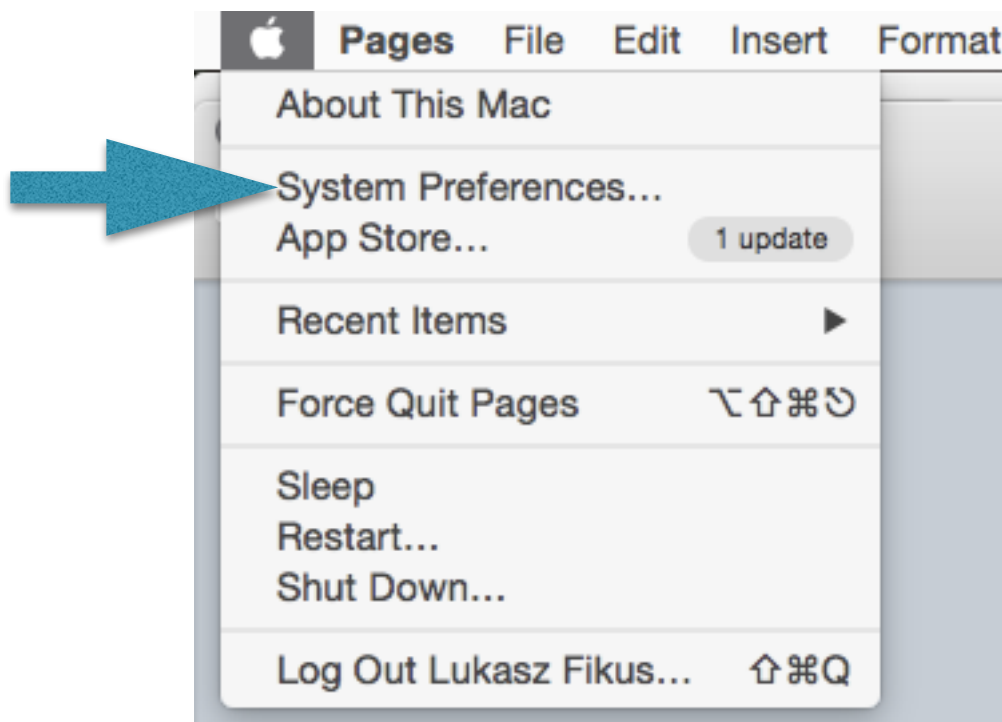 Pages File Edit Insert Format
About This Mac
System Preferences...
App Store... 1 update
Recent Items ▶
Force Quit Pages ⌥⇧⌘⎋
Sleep
Restart...
Shut Down...
Log Out Lukasz Fikus... ⇧⌘Q